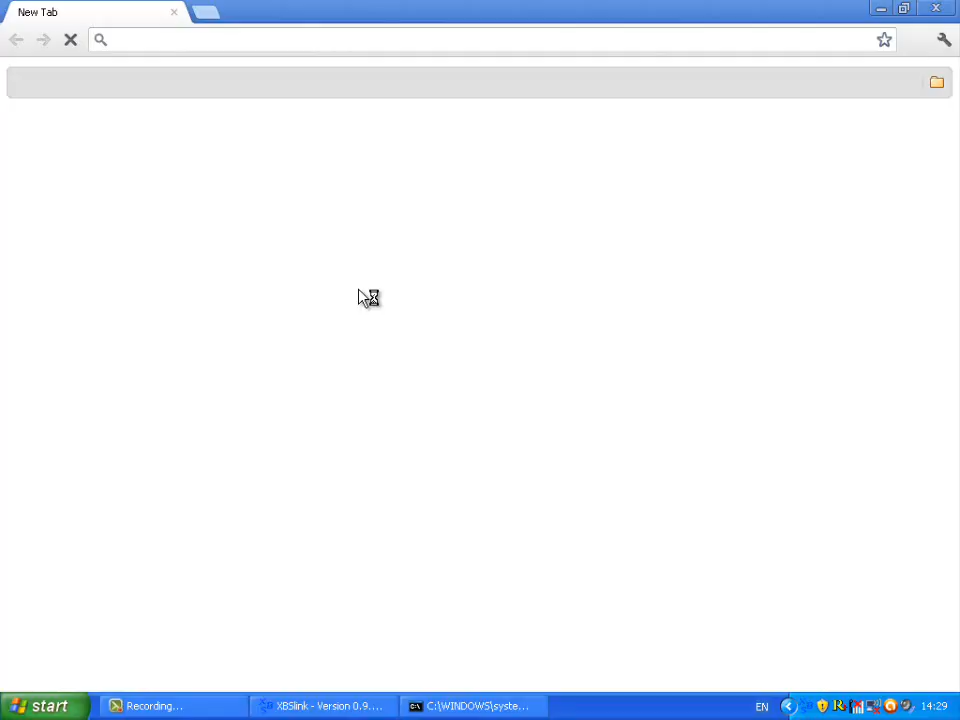 New Tab
start
Recording...
XBSlink - Version 0.9....
C:\WINDOWS\syste...
EN
14:29